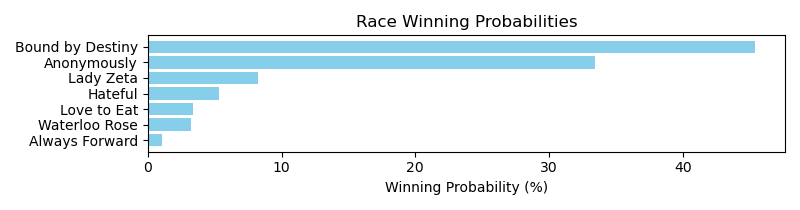 Race Winning Probabilities
Bound by Destiny
Anonymously
Lady Zeta
Hateful
Love to Eat
Waterloo Rose
Always Forward
0 10 20 30 40
Winning Probability (%)